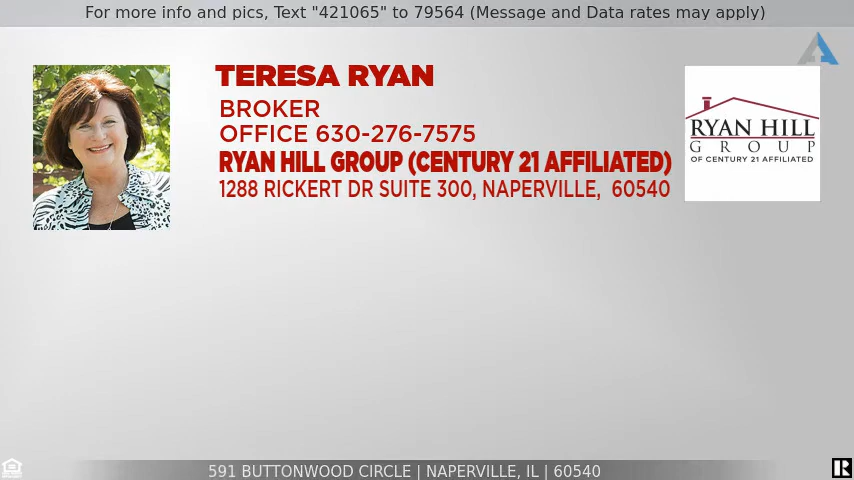 For more info and pics, Text "421065" to 79564 (Message and Data rates may apply)
TERESA RYAN
BROKER
OFFICE 630-276-7575
RYAN HILL GROUP (CENTURY 21 AFFILIATED)
1288 RICKERT DR SUITE 300, NAPERVILLE, 60540
RYAN HILL
GROUP
OF CENTURY 21 AFFILIATED
591 BUTTONWOOD CIRCLE | NAPERVILLE, IL | 60540